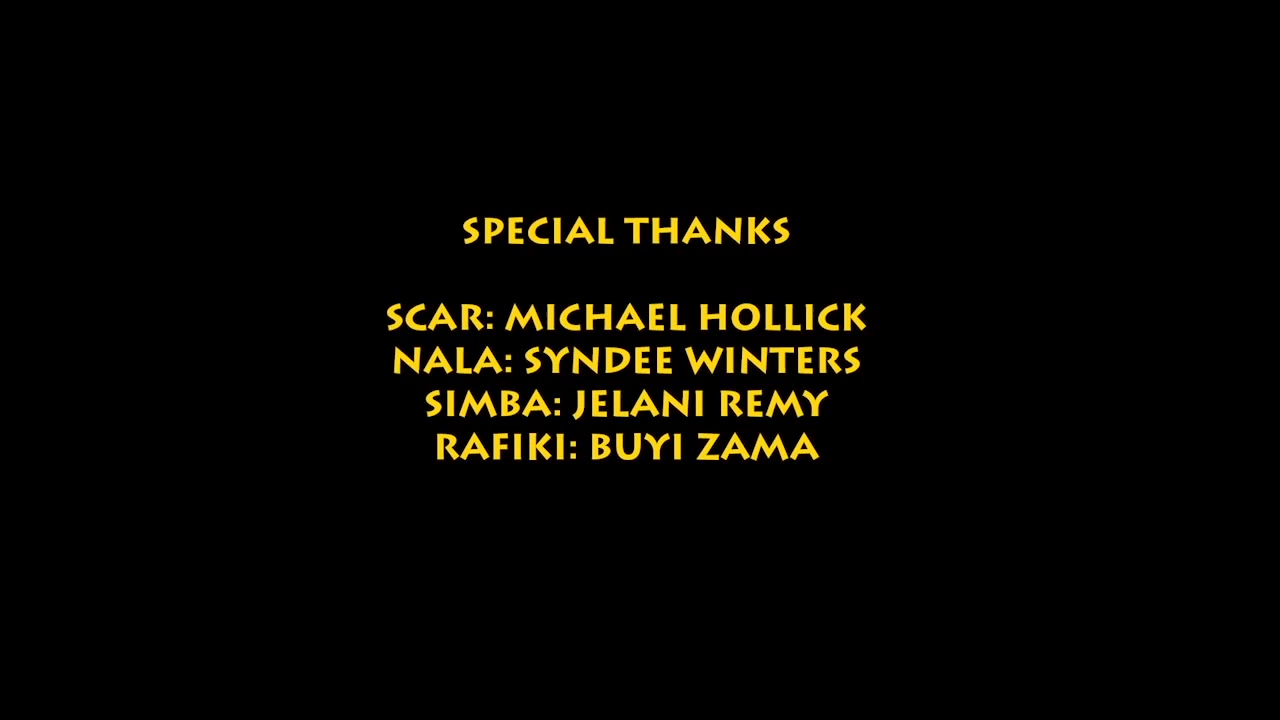 SPECIAL THANKS
SCAR: MICHAEL HOLLICK
NALA: SYNDEE WINTERS
SIMBA: JELANI REMY
RAFIKI: BUYI ZAMA